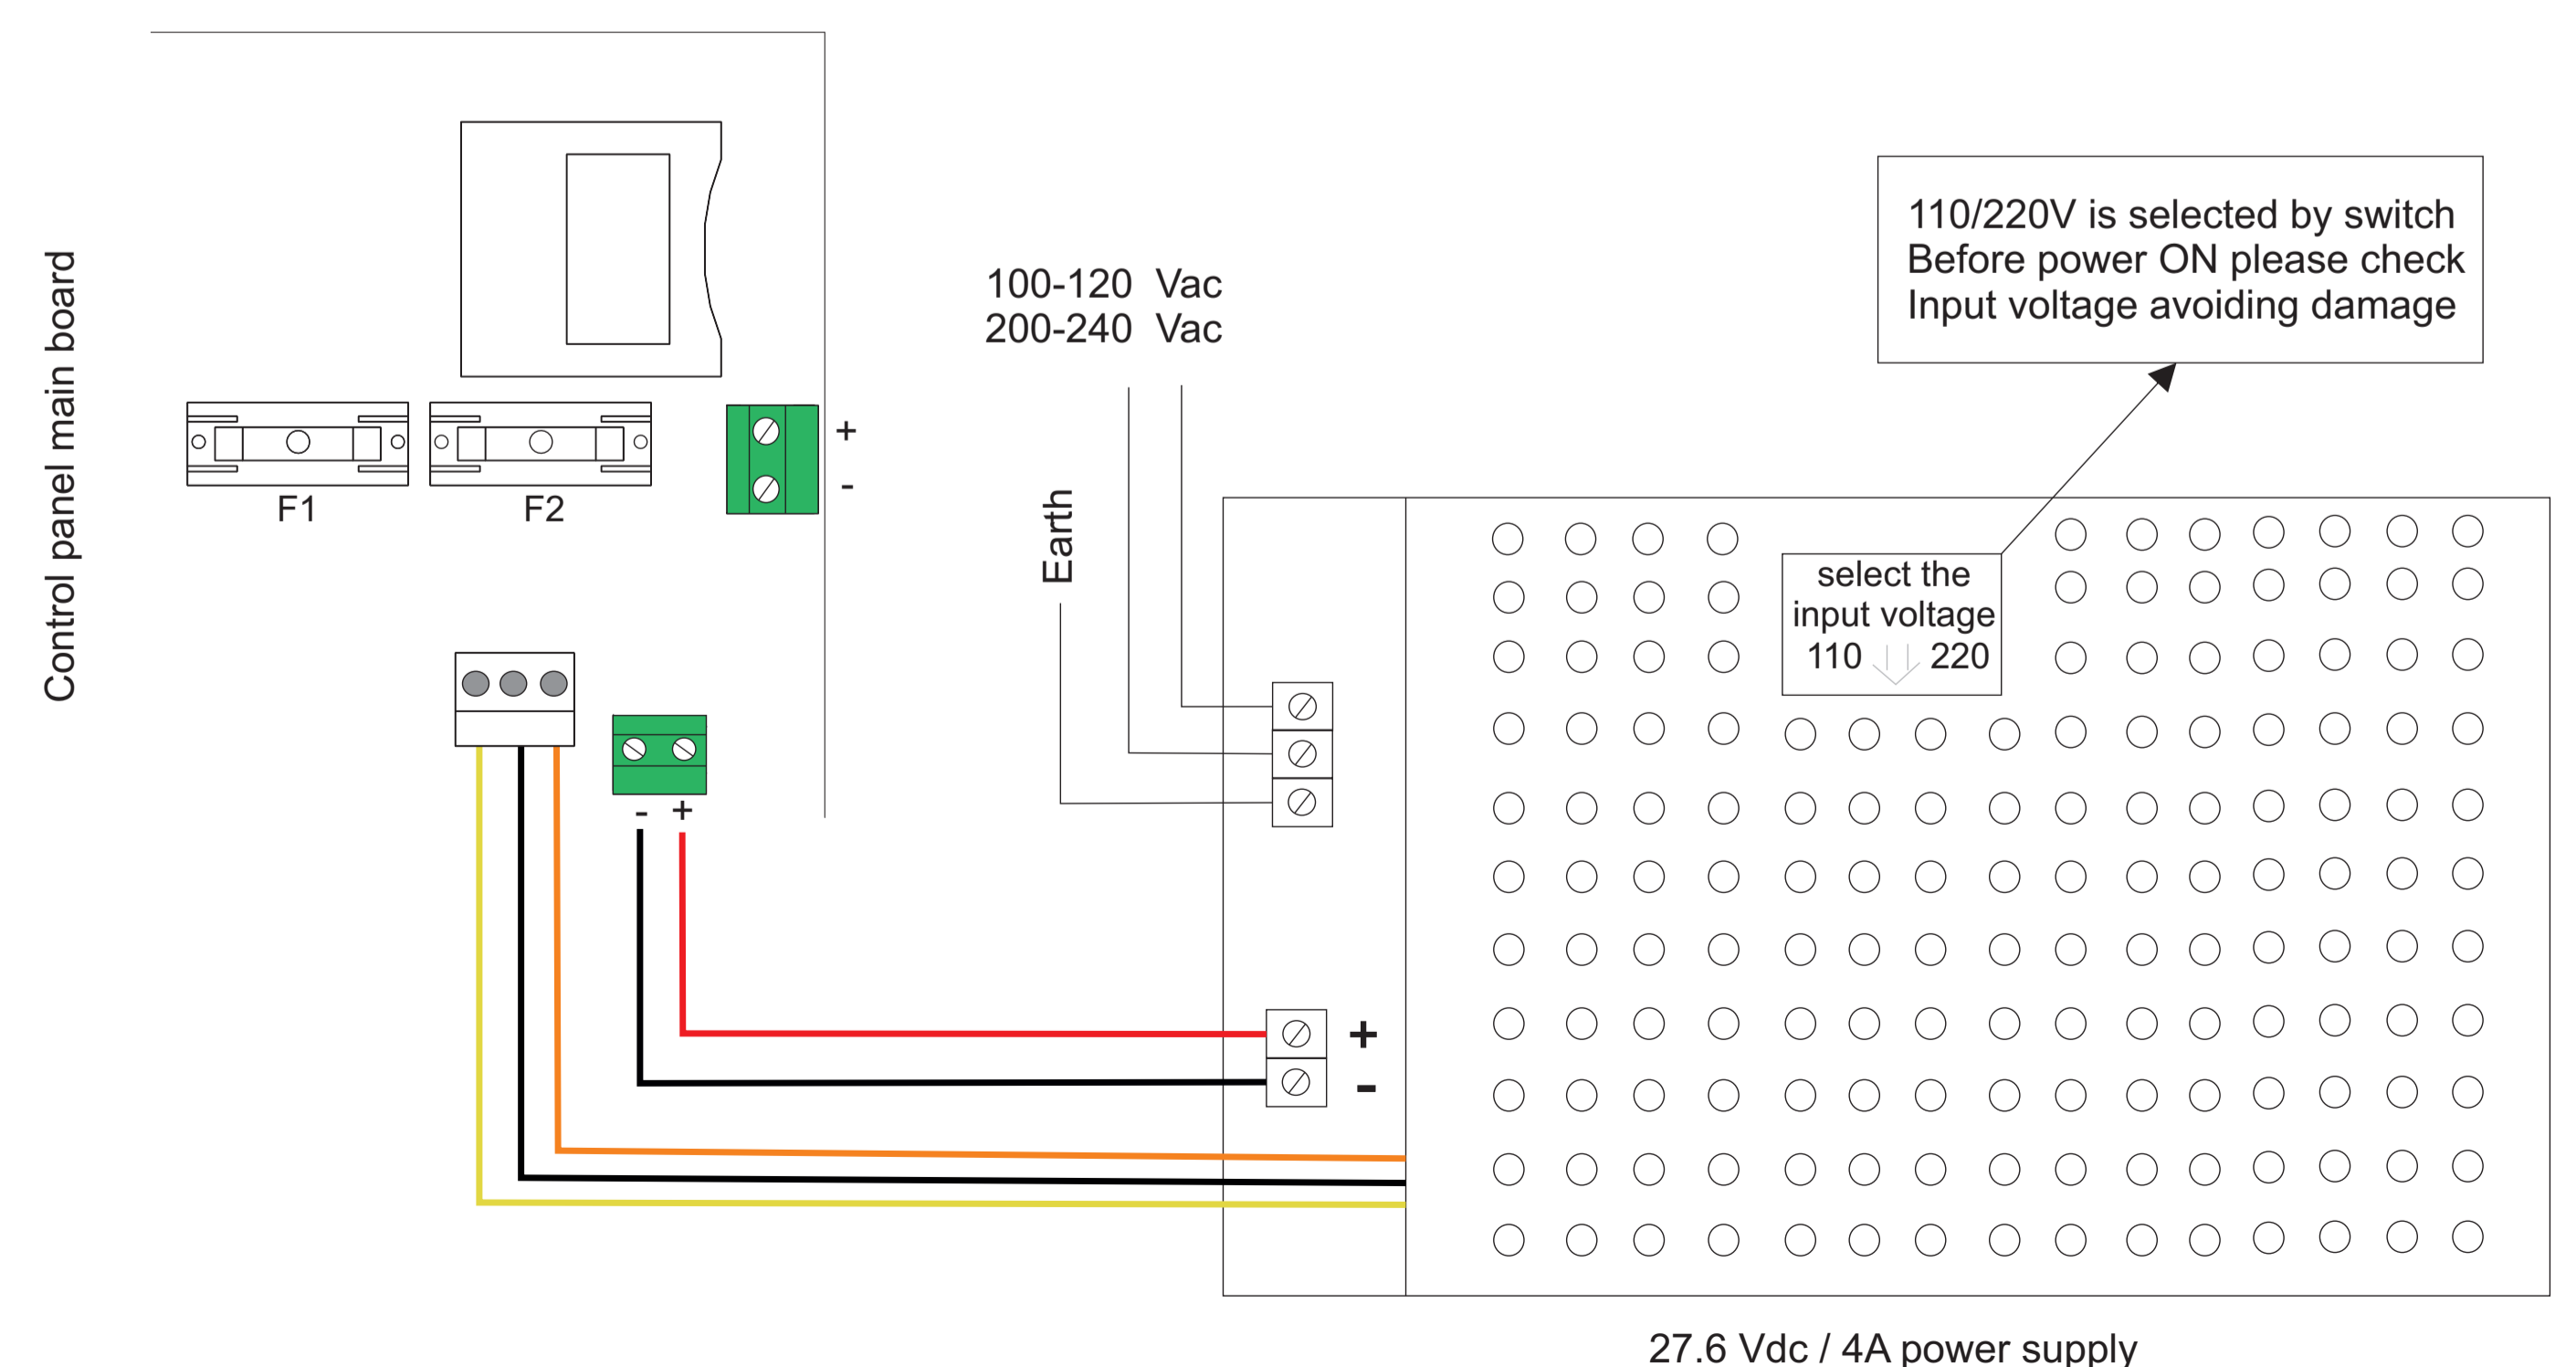 Control panel main board
F1
F2
+
-
- +
100-120 Vac
200-240 Vac
Earth
110/220V is selected by switch
Before power ON please check
Input voltage avoiding damage
select the
input voltage
110 220
+
-
27.6 Vdc / 4A power supply